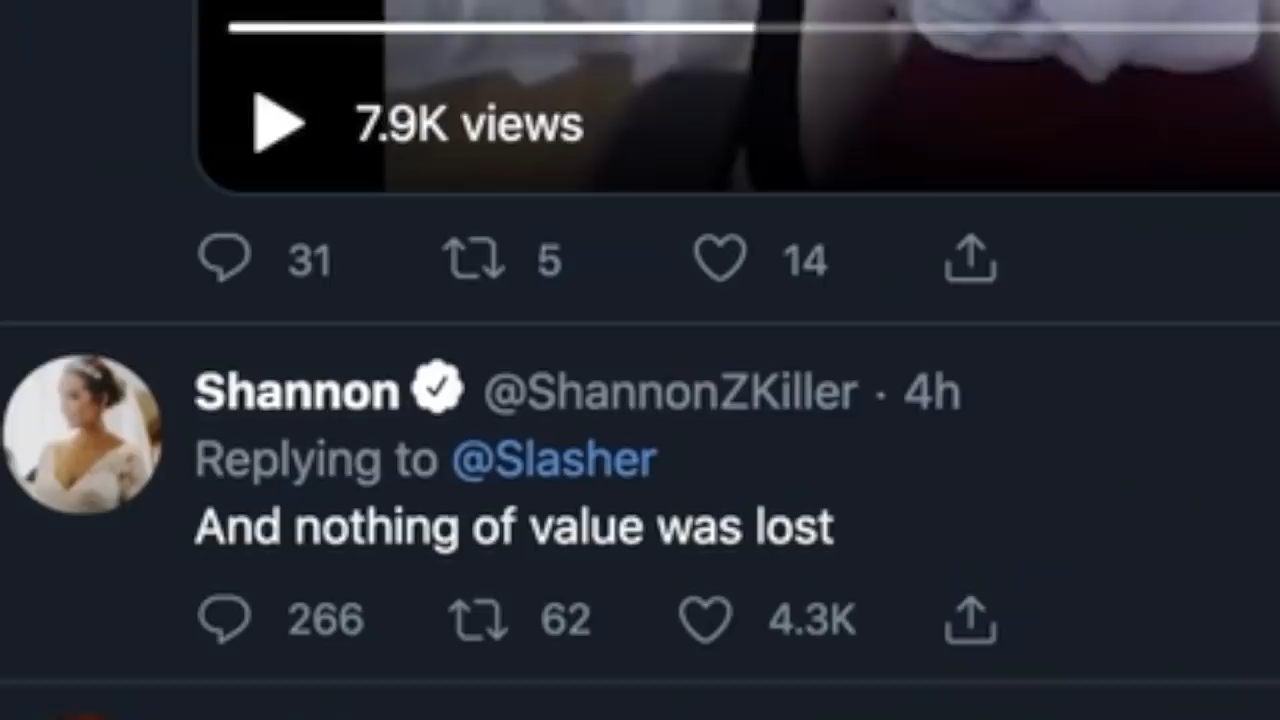 7.9K views
31 5 14
Shannon @ShannonZKiller · 4h
Replying to @Slasher
And nothing of value was lost
266 62 4.3K